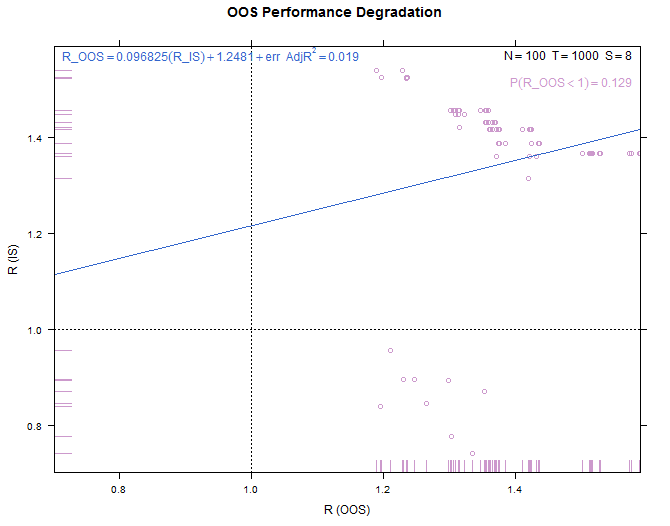 OOS Performance Degradation
R_OOS = 0.096825(R_IS) + 1.2481 + err AdjR² = 0.019
N = 100 T = 1000 S = 8
P(R_OOS < 1) = 0.129
1.4
1.2
1.0
0.8
R (IS)
0.8 1.0 1.2 1.4
R (OOS)